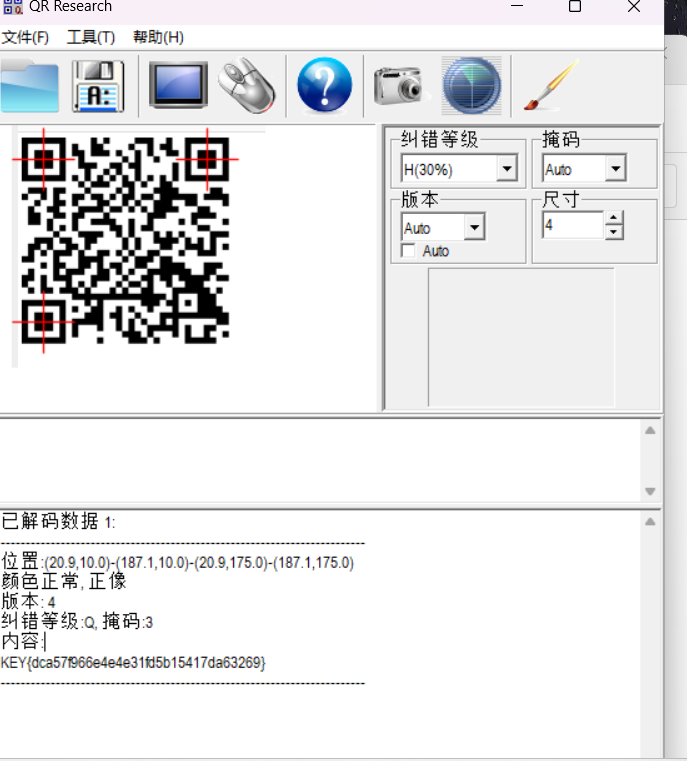 QR Research
文件(F) 工具(T) 帮助(H)
A:
纠错等级
掩码
H(30%)
Auto
版本
尺寸
Auto
4
Auto
已解码数据 1:
位置:(20.9,10.0)-(187.1,10.0)-(20.9,175.0)-(187.1,175.0)
颜色正常, 正像
版本: 4
纠错等级:Q, 掩码:3
内容:
KEY{dca57f966e4e4e31fd5b15417da63269}